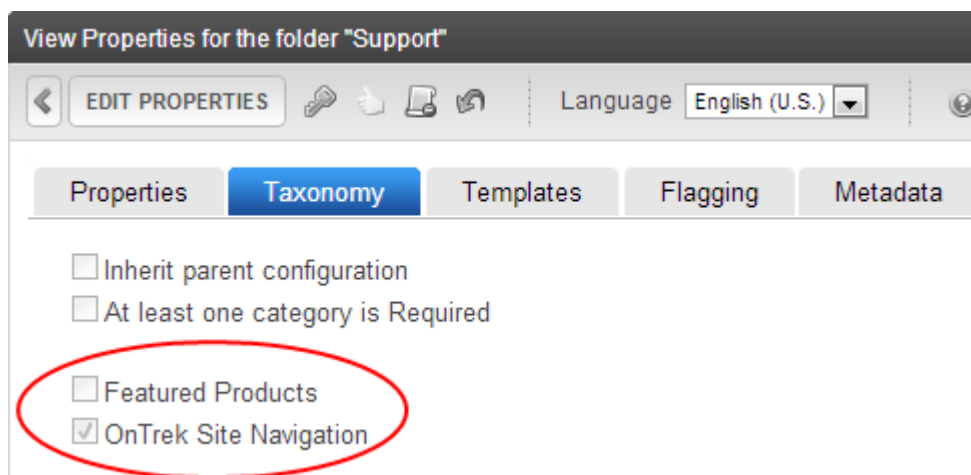 View Properties for the folder "Support"
EDIT PROPERTIES Language English (U.S.)
Properties Taxonomy Templates Flagging Metadata
Inherit parent configuration
At least one category is Required
Featured Products
OnTrek Site Navigation